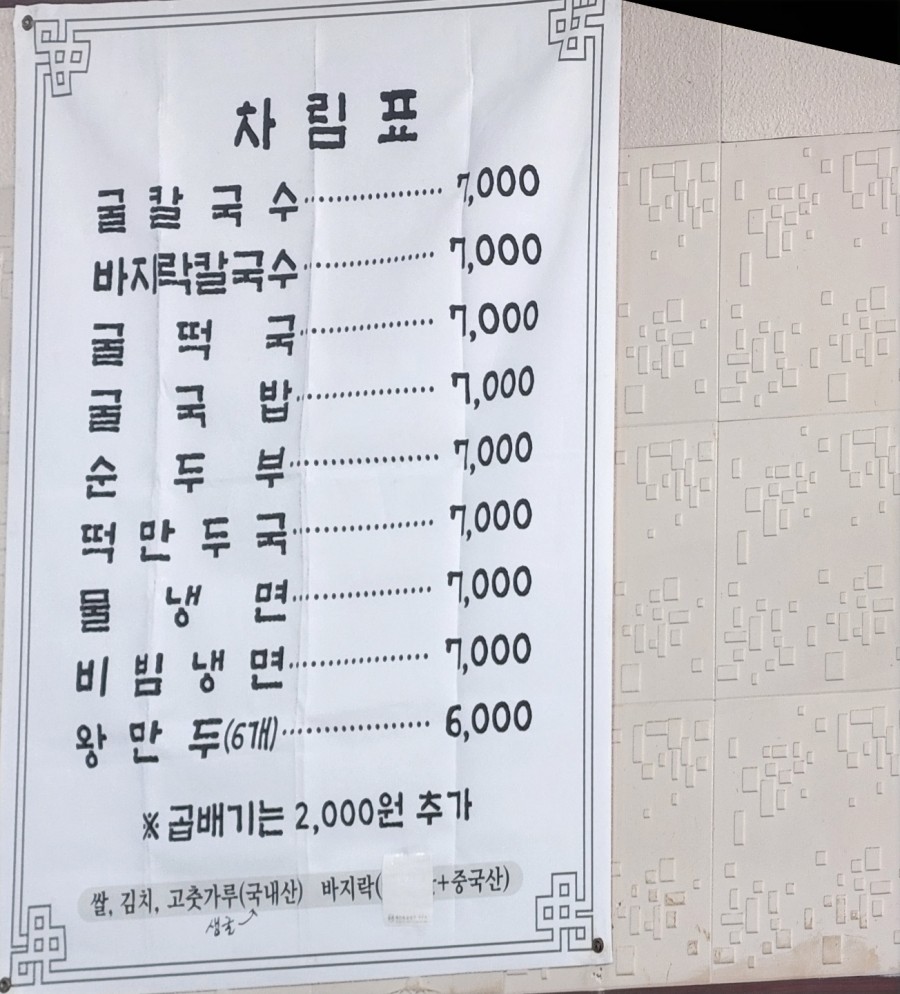 차림표
굴칼국수 7,000
바지락칼국수 7,000
굴떡국 7,000
굴국밥 7,000
순두부 7,000
떡만두국 7,000
물냉면 7,000
비빔냉면 7,000
왕만두(6개) 6,000
※곱배기는 2,000원 추가
쌀, 김치, 고춧가루(국내산) 바지락( +중국산)
생굴